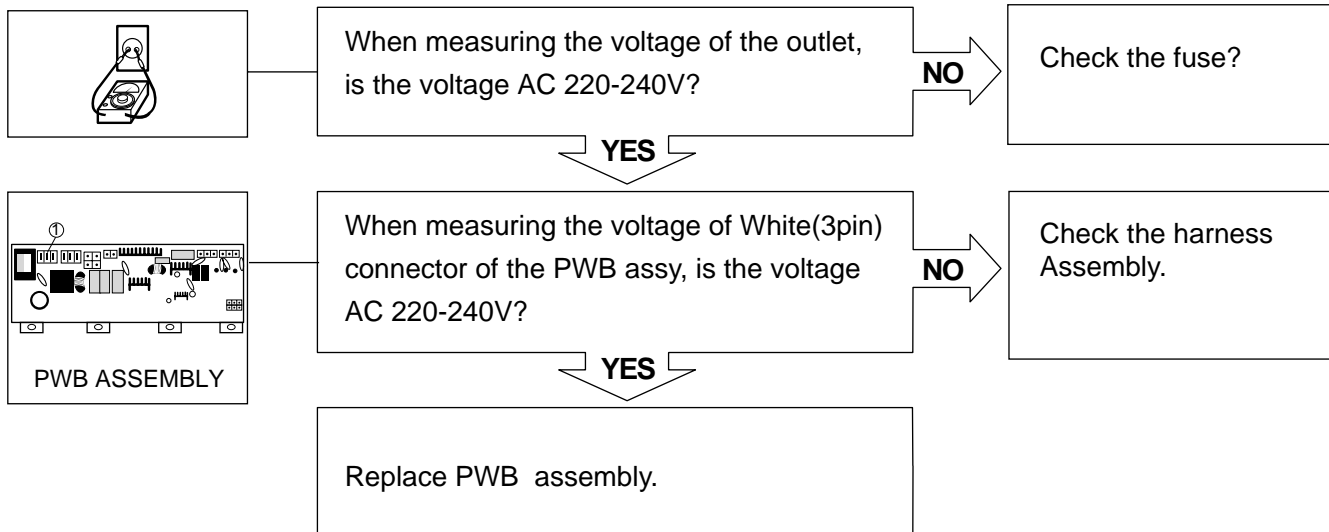 When measuring the voltage of the outlet,
is the voltage AC 220-240V?
NO
Check the fuse?
YES
①
PWB ASSEMBLY
When measuring the voltage of White(3pin)
connector of the PWB assy, is the voltage
AC 220-240V?
NO
Check the harness
Assembly.
YES
Replace PWB assembly.